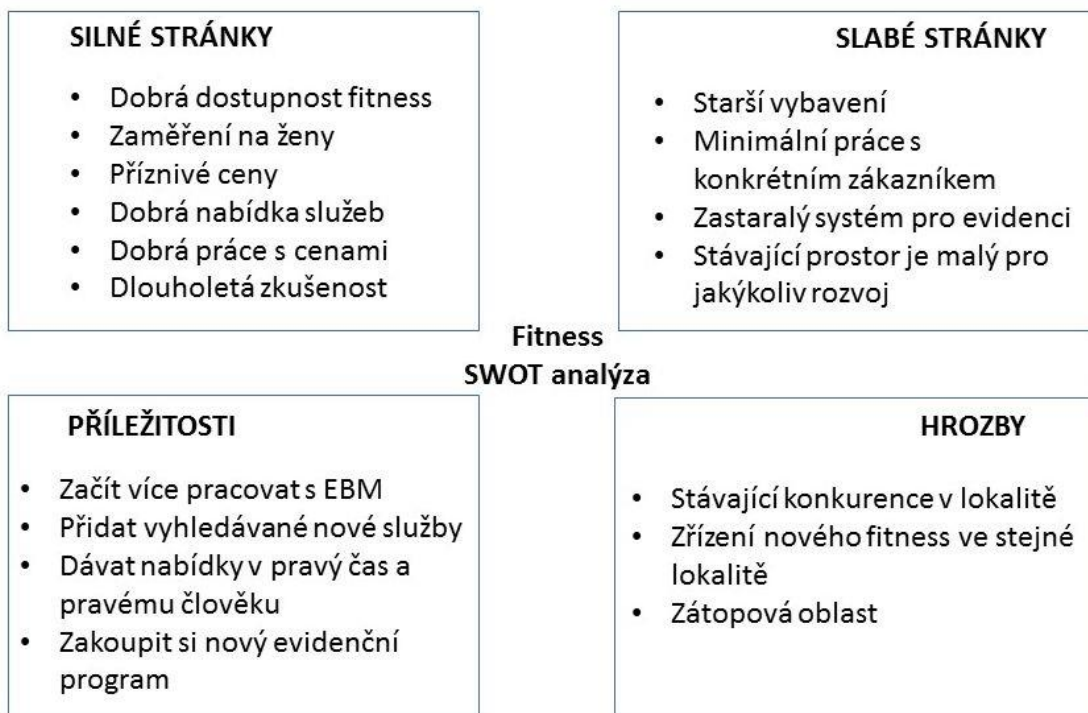 SILNÉ STRÁNKY
• Dobrá dostupnost fitness
• Zaměření na ženy
• Příznivé ceny
• Dobrá nabídka služeb
• Dobrá práce s cenami
• Dlouholetá zkušenost
SLABÉ STRÁNKY
• Starší vybavení
• Minimální práce s
konkrétním zákazníkem
• Zastaralý systém pro evidenci
• Stávající prostor je malý pro
jakýkoliv rozvoj
Fitness
SWOT analýza
PŘÍLEŽITOSTI
• Začít více pracovat s EBM
• Přidat vyhledávané nové služby
• Dávat nabídky v pravý čas a
pravému člověku
• Zakoupit si nový evidenční
program
HROZBY
• Stávající konkurence v lokalitě
• Zřízení nového fitness ve stejné
lokalitě
• Zátopová oblast